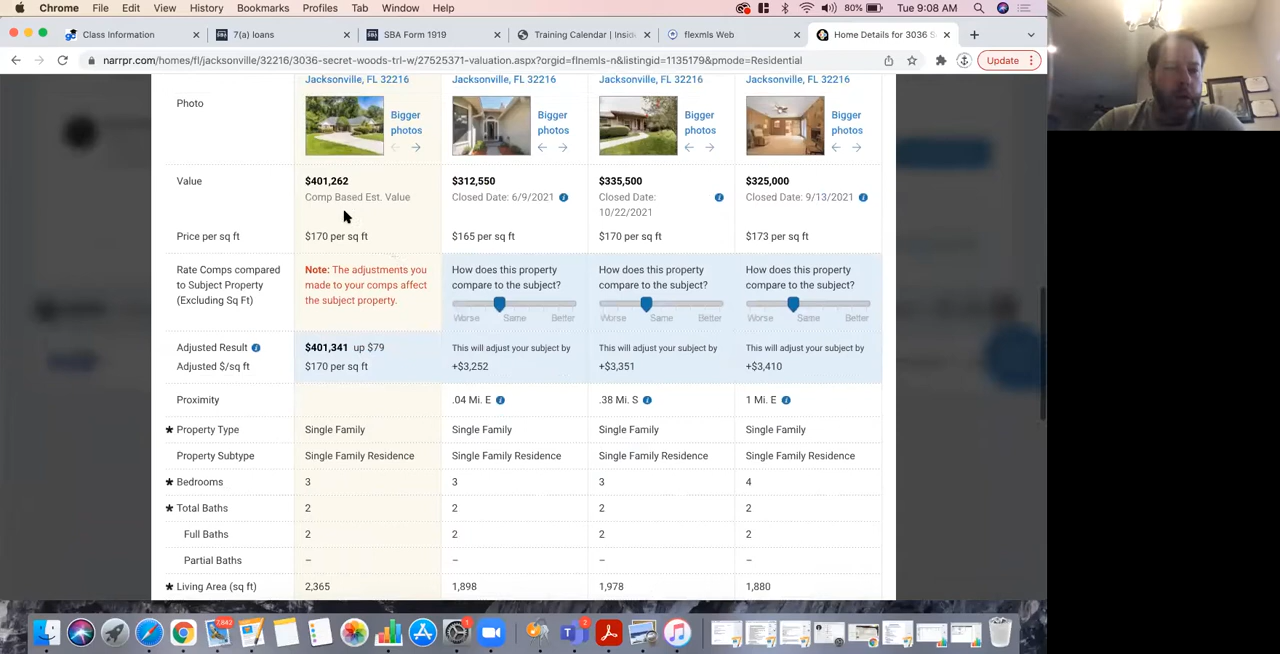 Chrome File Edit View History Bookmarks Profiles Tab Window Help 80% Tue 9:08 AM
Class Information 7(a) loans SBA Form 1919 Training Calendar | Insid flexmls Web Home Details for 3036 S
narrpr.com/homes/fl/jacksonville/32216/3036-secret-woods-trl-w/27525371-valuation.aspx?orgid=flnemls-n&listingid=1135179&pmode=Residential Update
Jacksonville, FL 32216 Jacksonville, FL 32216 Jacksonville, FL 32216 Jacksonville, FL 32216
Photo Bigger photos Bigger photos Bigger photos Bigger photos
Value $401,262 $312,550 $335,500 $325,000
Comp Based Est. Value Closed Date: 6/9/2021 Closed Date: 10/22/2021 Closed Date: 9/13/2021
Price per sq ft $170 per sq ft $165 per sq ft $170 per sq ft $173 per sq ft
Rate Comps compared Note: The adjustments you How does this property How does this property How does this property
to Subject Property made to your comps affect compare to the subject? compare to the subject? compare to the subject?
(Excluding Sq Ft) the subject property.
Worse Same Better Worse Same Better Worse Same Better
Adjusted Result $401,341 up $79 This will adjust your subject by This will adjust your subject by This will adjust your subject by
Adjusted $/sq ft $170 per sq ft +$3,252 +$3,351 +$3,410
Proximity .04 Mi. E .38 Mi. S 1 Mi. E
* Property Type Single Family Single Family Single Family Single Family
Property Subtype Single Family Residence Single Family Residence Single Family Residence Single Family Residence
* Bedrooms 3 3 3 4
* Total Baths 2 2 2 2
Full Baths 2 2 2 2
Partial Baths – – – –
* Living Area (sq ft) 2,365 1,898 1,978 1,880
7,842 1 2